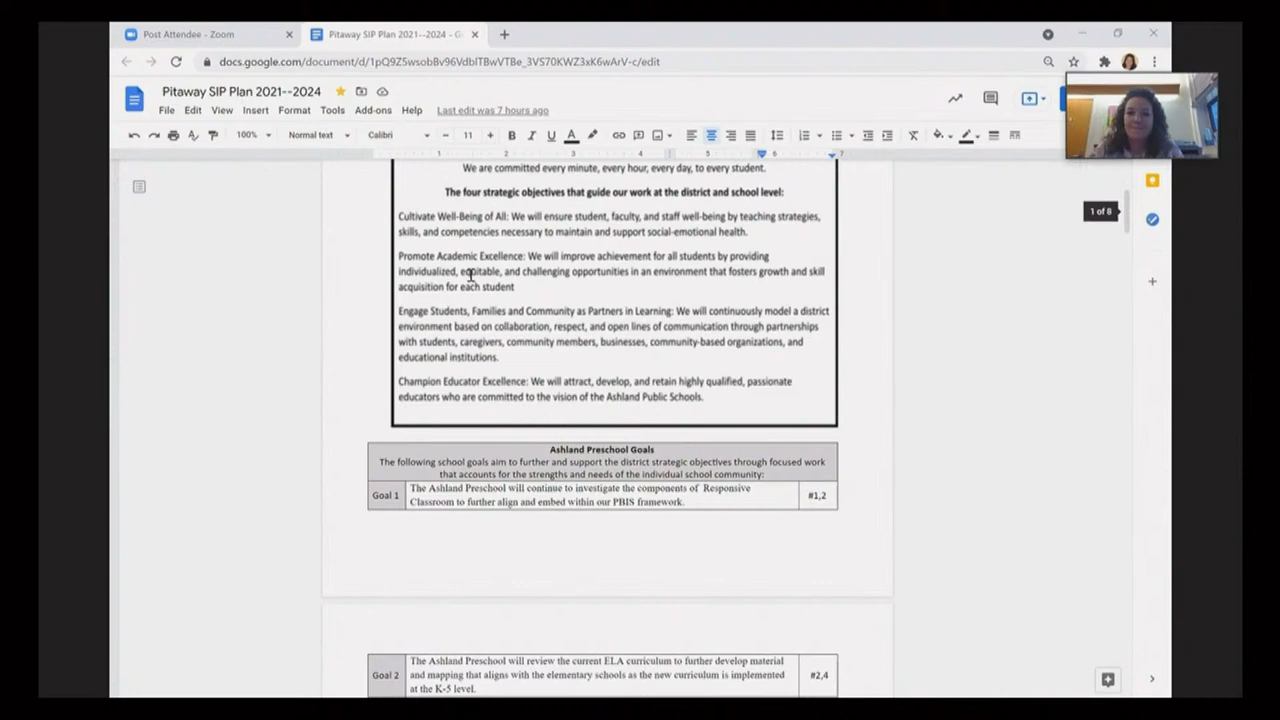 Post Attendee - Zoom
Pitaway SIP Plan 2021--2024 - G
docs.google.com/document/d/1pQ9Z5wsobBv96VdblTBwVTBe_3VS70KWZ3xK6wArV-c/edit
Pitaway SIP Plan 2021--2024
File Edit View Insert Format Tools Add-ons Help Last edit was 7 hours ago
100% Normal text Calibri 11
1 2 3 4 5 6 7
We are committed every minute, every hour, every day, to every student.
The four strategic objectives that guide our work at the district and school level:
Cultivate Well-Being of All: We will ensure student, faculty, and staff well-being by teaching strategies,
skills, and competencies necessary to maintain and support social-emotional health.
Promote Academic Excellence: We will improve achievement for all students by providing
individualized, equitable, and challenging opportunities in an environment that fosters growth and skill
acquisition for each student
Engage Students, Families and Community as Partners in Learning: We will continuously model a district
environment based on collaboration, respect, and open lines of communication through partnerships
with students, caregivers, community members, businesses, community-based organizations, and
educational institutions.
Champion Educator Excellence: We will attract, develop, and retain highly qualified, passionate
educators who are committed to the vision of the Ashland Public Schools.
1 of 8
Ashland Preschool Goals
The following school goals aim to further and support the district strategic objectives through focused work
that accounts for the strengths and needs of the individual school community:
Goal 1
The Ashland Preschool will continue to investigate the components of Responsive
Classroom to further align and embed within our PBIS framework.
#1,2
Goal 2
The Ashland Preschool will review the current ELA curriculum to further develop material
and mapping that aligns with the elementary schools as the new curriculum is implemented
at the K-5 level.
#2,4